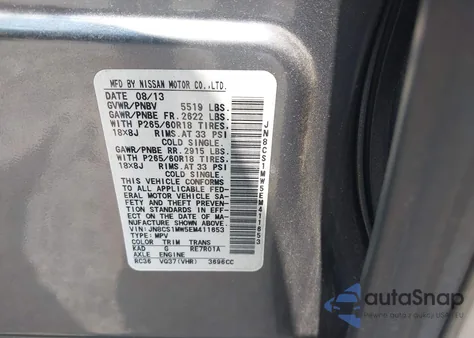 MFD BY NISSAN MOTOR CO.,LTD.
DATE 08/13
GVWR/PNBV 5519 LBS.
GAWR/PNBE FR. 2622 LBS.
WITH P265/60R18 TIRES,
18x8J RIMS. AT 33 PSI
COLD SINGLE.
GAWR/PNBE RR. 2915 LBS.
WITH P265/60R18 TIRES,
18x8J RIMS. AT 33 PSI
COLD SINGLE.
THIS VEHICLE CONFORMS
TO ALL APPLICABLE FED-
ERAL MOTOR VEHICLE SA-
FETY AND THEFT PREVEN-
TION STANDARDS IN EFF-
ECT ON THE DATE OF MA-
NUFACTURE SHOWN ABOVE.
VIN: JN8CS1MW5EM411653
TYPE: MPV
COLOR TRIM TRANS
KAD G RE7R01A
AXLE ENGINE
RC36 VQ37(VHR) 3696CC
JN8CS1MW5EM411653
autoSnap